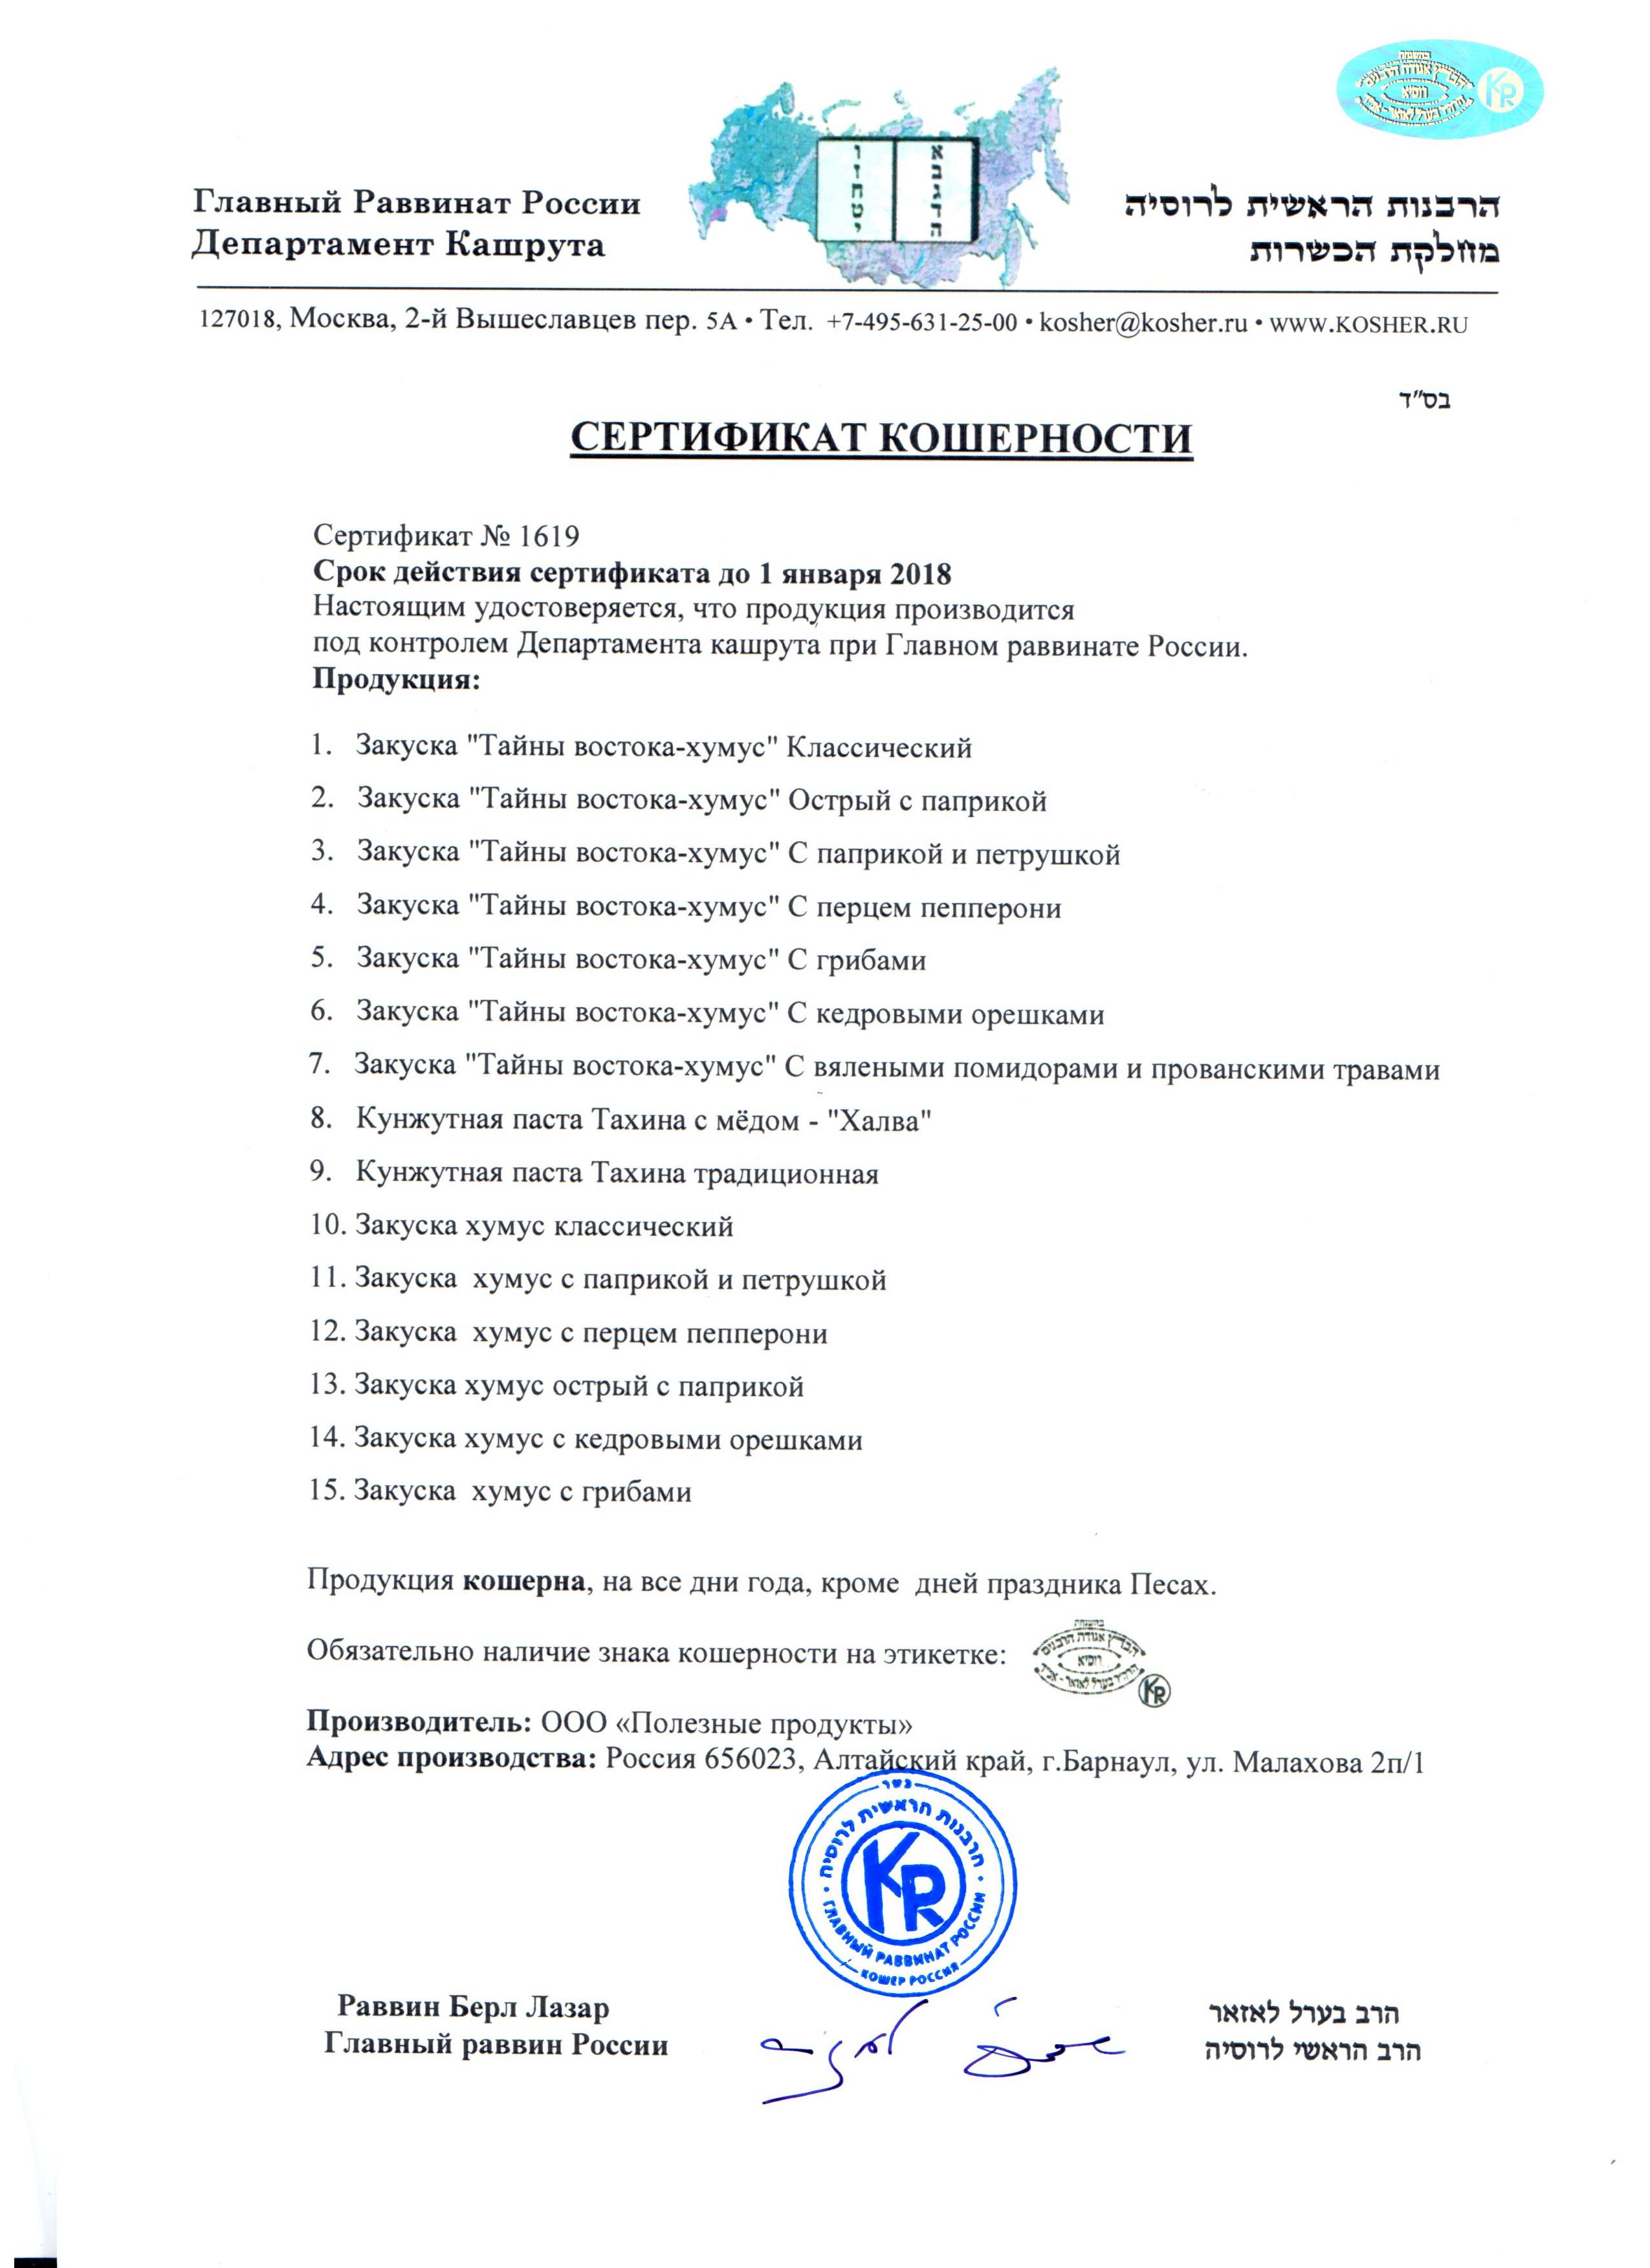 Главный Раввинат России
Департамент Кашрута
ו ז ח ט י
א ב ג ד ה
הרבנות הראשית לרוסיה
מחלקת הכשרות
KR
127018, Москва, 2-й Вышеславцев пер. 5А • Тел. +7-495-631-25-00 • kosher@kosher.ru • WWW.KOSHER.RU
בס״ד
СЕРТИФИКАТ КОШЕРНОСТИ
Сертификат № 1619
Срок действия сертификата до 1 января 2018
Настоящим удостоверяется, что продукция производится
под контролем Департамента кашрута при Главном раввинате России.
Продукция:
1. Закуска "Тайны востока-хумус" Классический
2. Закуска "Тайны востока-хумус" Острый с паприкой
3. Закуска "Тайны востока-хумус" С паприкой и петрушкой
4. Закуска "Тайны востока-хумус" С перцем пепперони
5. Закуска "Тайны востока-хумус" С грибами
6. Закуска "Тайны востока-хумус" С кедровыми орешками
7. Закуска "Тайны востока-хумус" С вялеными помидорами и прованскими травами
8. Кунжутная паста Тахина с мёдом - "Халва"
9. Кунжутная паста Тахина традиционная
10. Закуска хумус классический
11. Закуска хумус с паприкой и петрушкой
12. Закуска хумус с перцем пепперони
13. Закуска хумус острый с паприкой
14. Закуска хумус с кедровыми орешками
15. Закуска хумус с грибами
Продукция кошерна, на все дни года, кроме дней праздника Песах.
Обязательно наличие знака кошерности на этикетке:
KR
Производитель: ООО «Полезные продукты»
Адрес производства: Россия 656023, Алтайский край, г.Барнаул, ул. Малахова 2п/1
כשר
הרבנות הראשית לרוסיה
KR
ГЛАВНЫЙ РАВВИНАТ РОССИИ
КОШЕР РОССИЯ
Раввин Берл Лазар
Главный раввин России
הרב בערל לאזאר
הרב הראשי לרוסיה